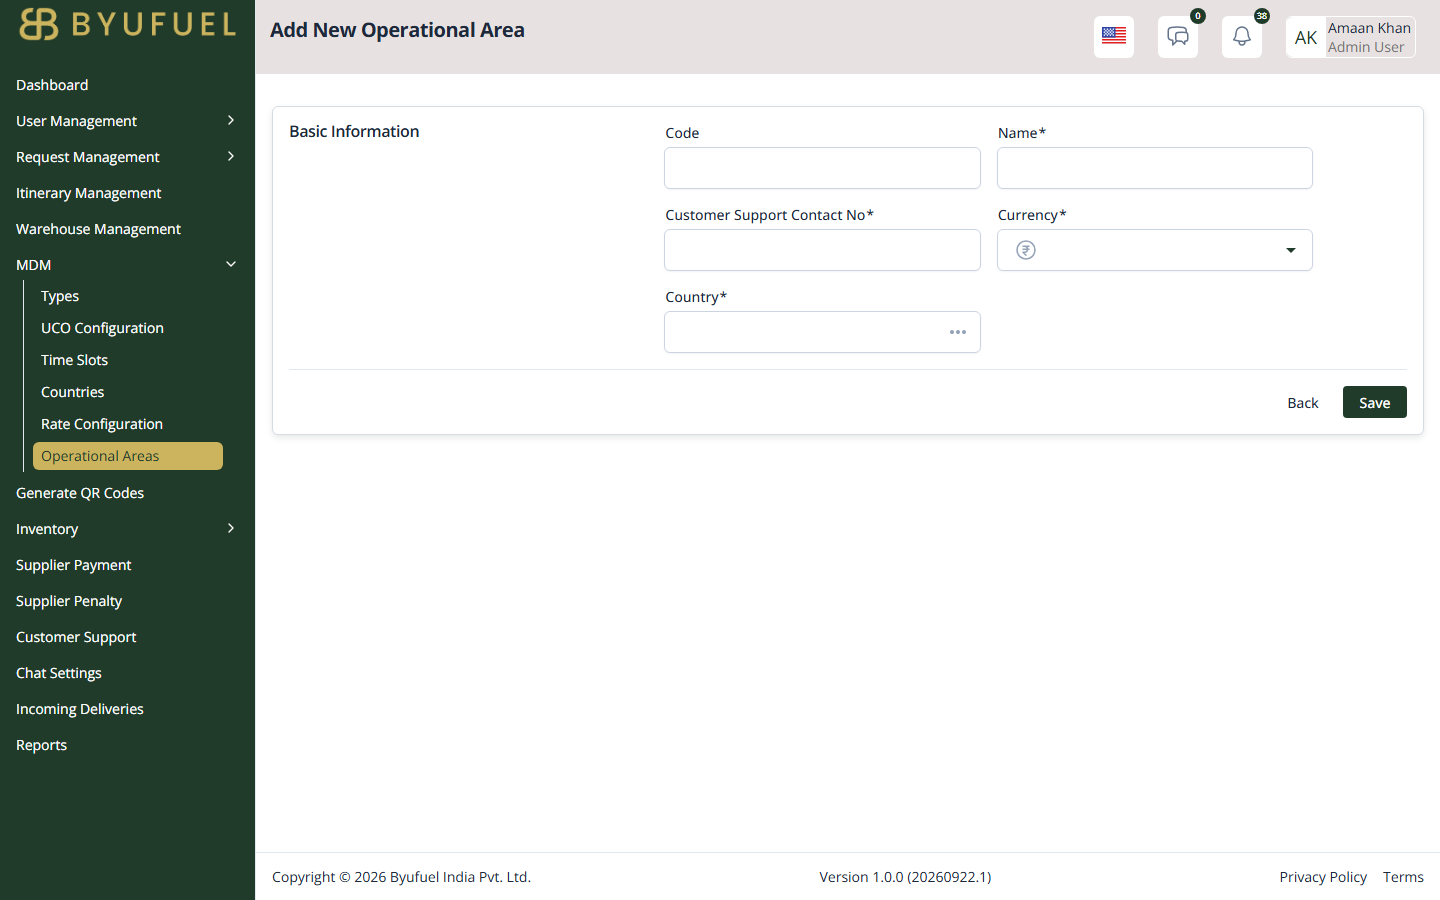 BYUFUEL
Add New Operational Area
0
38
AK
Amaan Khan
Admin User
Dashboard
User Management
Request Management
Itinerary Management
Warehouse Management
MDM
Types
UCO Configuration
Time Slots
Countries
Rate Configuration
Operational Areas
Generate QR Codes
Inventory
Supplier Payment
Supplier Penalty
Customer Support
Chat Settings
Incoming Deliveries
Reports
Basic Information
Code
Name*
Customer Support Contact No*
Currency*
₹
Country*
Back
Save
Copyright © 2026 Byufuel India Pvt. Ltd.
Version 1.0.0 (20260922.1)
Privacy Policy
Terms